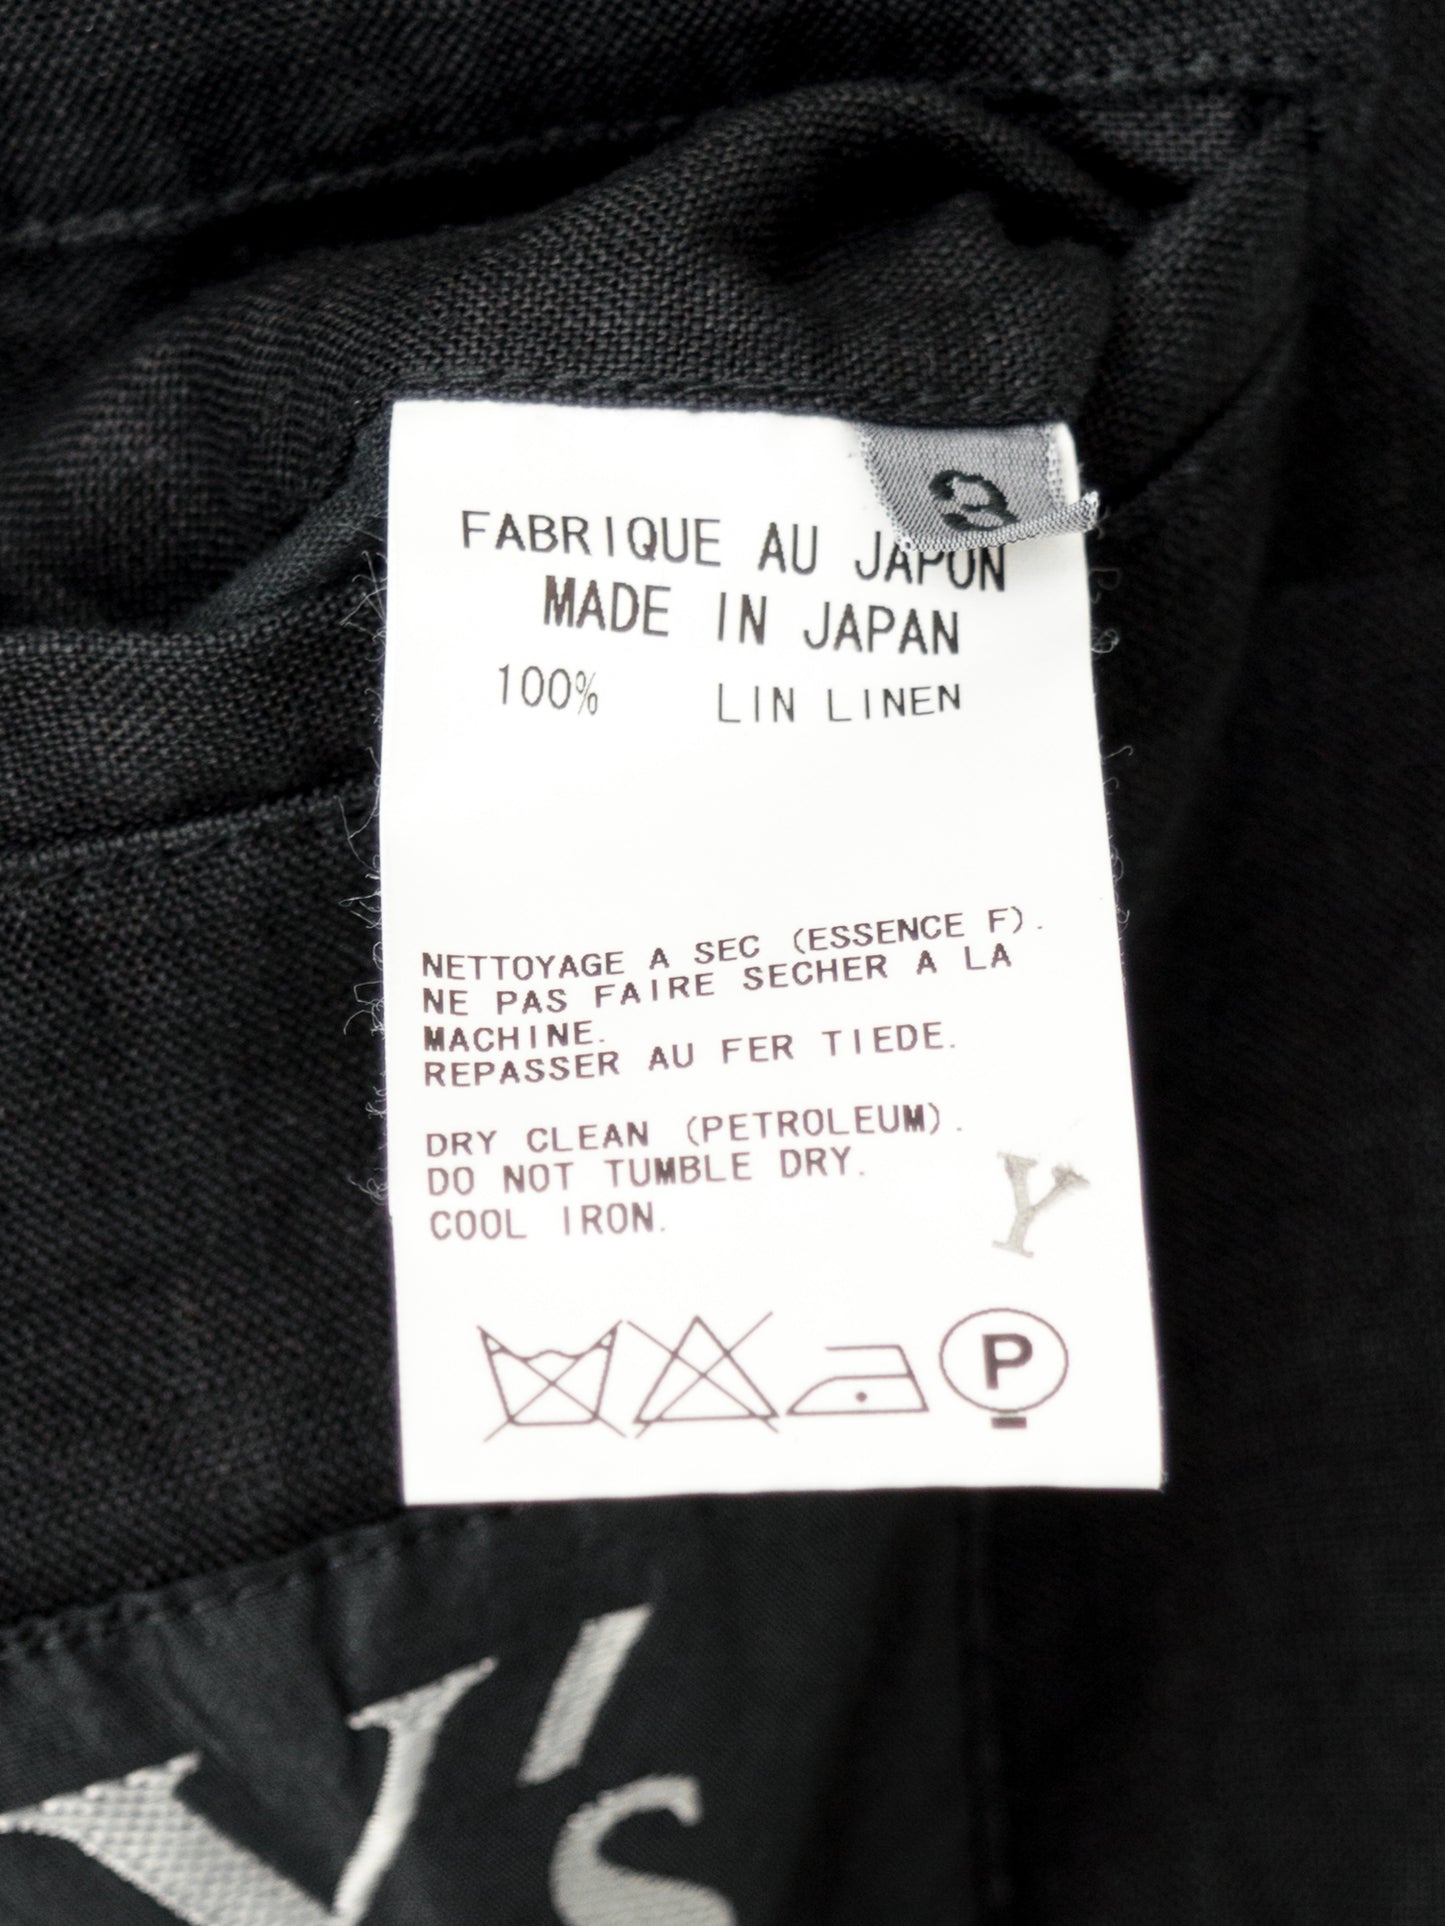 3
FABRIQUE AU JAPON
MADE IN JAPAN
100% LIN LINEN
NETTOYAGE A SEC (ESSENCE F).
NE PAS FAIRE SECHER A LA
MACHINE.
REPASSER AU FER TIEDE.
DRY CLEAN (PETROLEUM).
DO NOT TUMBLE DRY.
COOL IRON.
Y
P
Y's